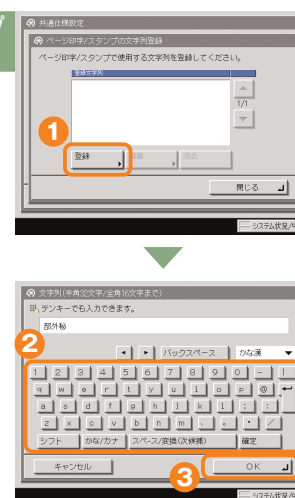 プ
共通仕様設定
ページ印字/スタンプの文字列登録
ページ印字/スタンプで使用する文字列を登録してください。
登録文字列
1/1
1
登録
編集
消去
閉じる
システム状況/中
文字列(半角32文字/全角16文字まで)
テンキーでも入力できます。
部外秘
2
バックスペース
かな漢
1 2 3 4 5 6 7 8 9 0 - |
q w e r t y u i o p @
a s d f g h j k l ; :
z x c v b n m 、 。 ・ /
シフト
かな/カナ
スペース/変換(次候補)
確定
キャンセル
3
OK
システム状況/中